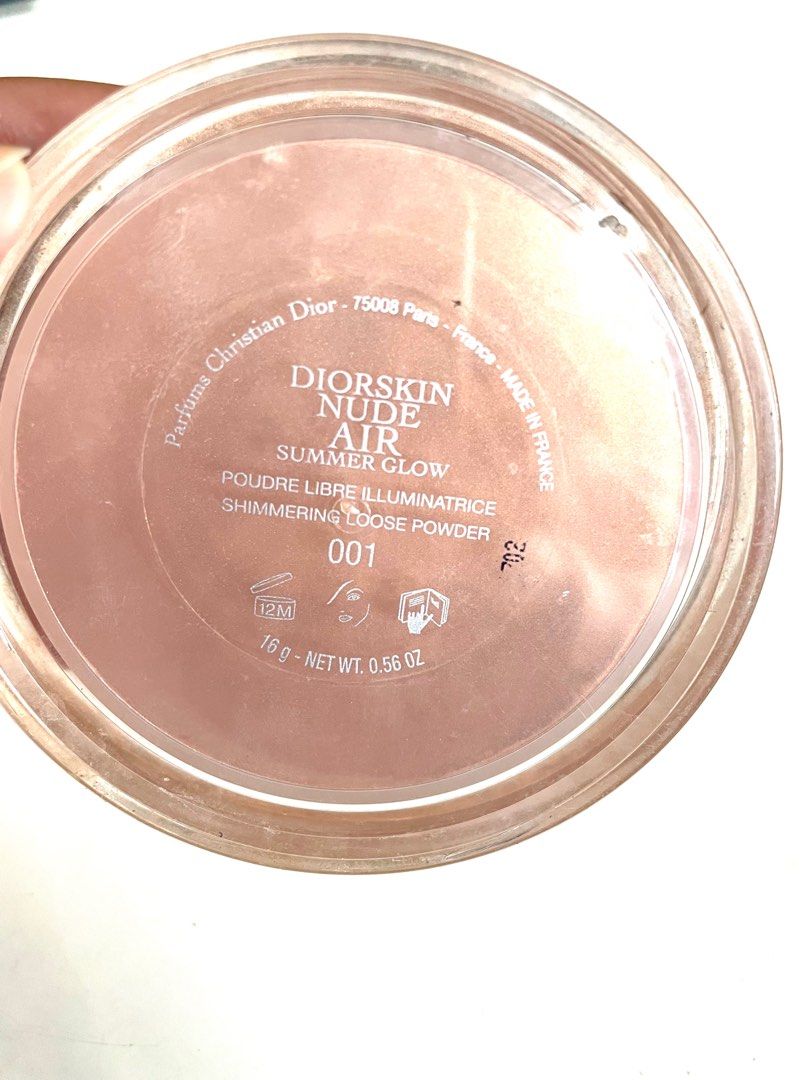 Parfums Christian Dior - 75008 Paris - France - MADE IN FRANCE
DIORSKIN
NUDE
AIR
SUMMER GLOW
POUDRE LIBRE ILLUMINATRICE
SHIMMERING LOOSE POWDER
001
12M
16 g - NET WT. 0.56 OZ